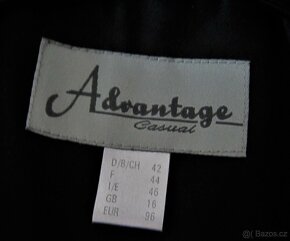 Advantage
Casual
D/B/CH 42
F 44
I/E 46
GB 16
EUR 96
Bazos.cz